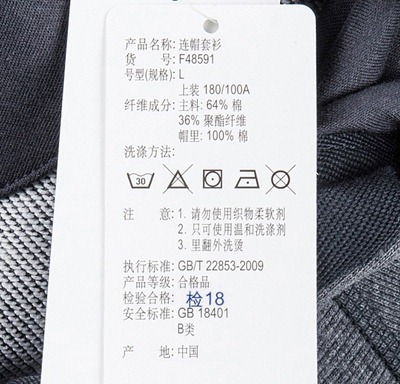 产品名称: 连帽套衫
货 号: F48591
号型(规格): L
上装 180/100A
纤维成分: 主料: 64% 棉
36% 聚酯纤维
帽里: 100% 棉
洗涤方法:
30
注 意: 1. 请勿使用织物柔软剂
2. 只可使用温和洗涤剂
3. 里翻外洗烫
执行标准: GB/T 22853-2009
产品等级: 合格品
检验合格: 检18
安全标准: GB 18401
B类
产 地: 中国